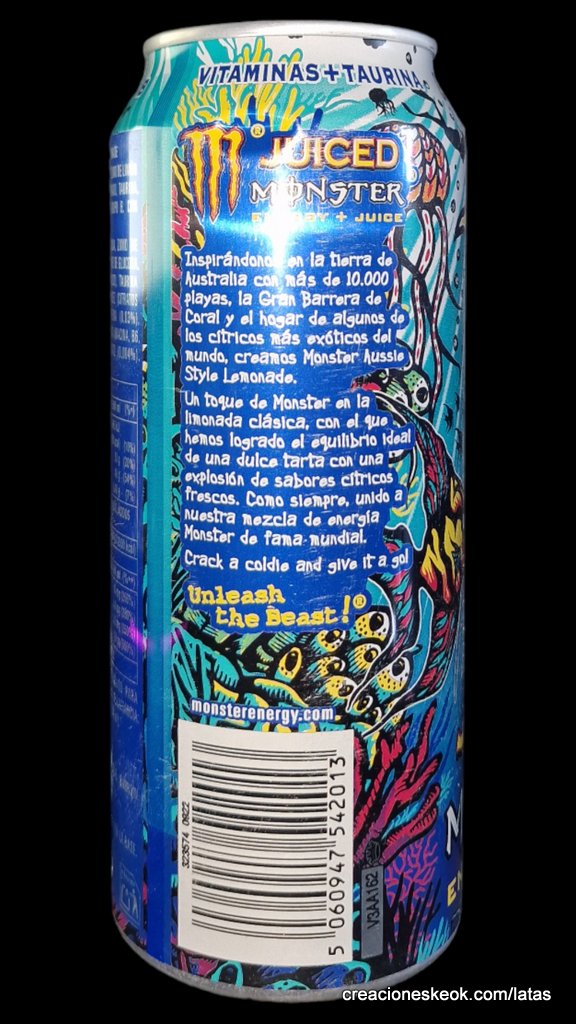 VITAMINAS+TAURINA
JUICED
MONSTER
ENERGY + JUICE
Inspirándonos en la tierra de
Australia con más de 10.000
playas, la Gran Barrera de
Coral y el hogar de algunos de
los cítricos más exóticos del
mundo, creamos Monster Aussie
Style Lemonade.
Un toque de Monster en la
limonada clásica, con el que
hemos logrado el equilibrio ideal
de una dulce tarta con una
explosión de sabores cítricos
frescos. Como siempre, unido a
nuestra mezcla de energía
Monster de fama mundial.
Crack a coldie and give it a go!
Unleash
the Beast!®
monsterenergy.com
323574 0922
5 060947 542013
V3AA162
creacioneskeok.com/latas